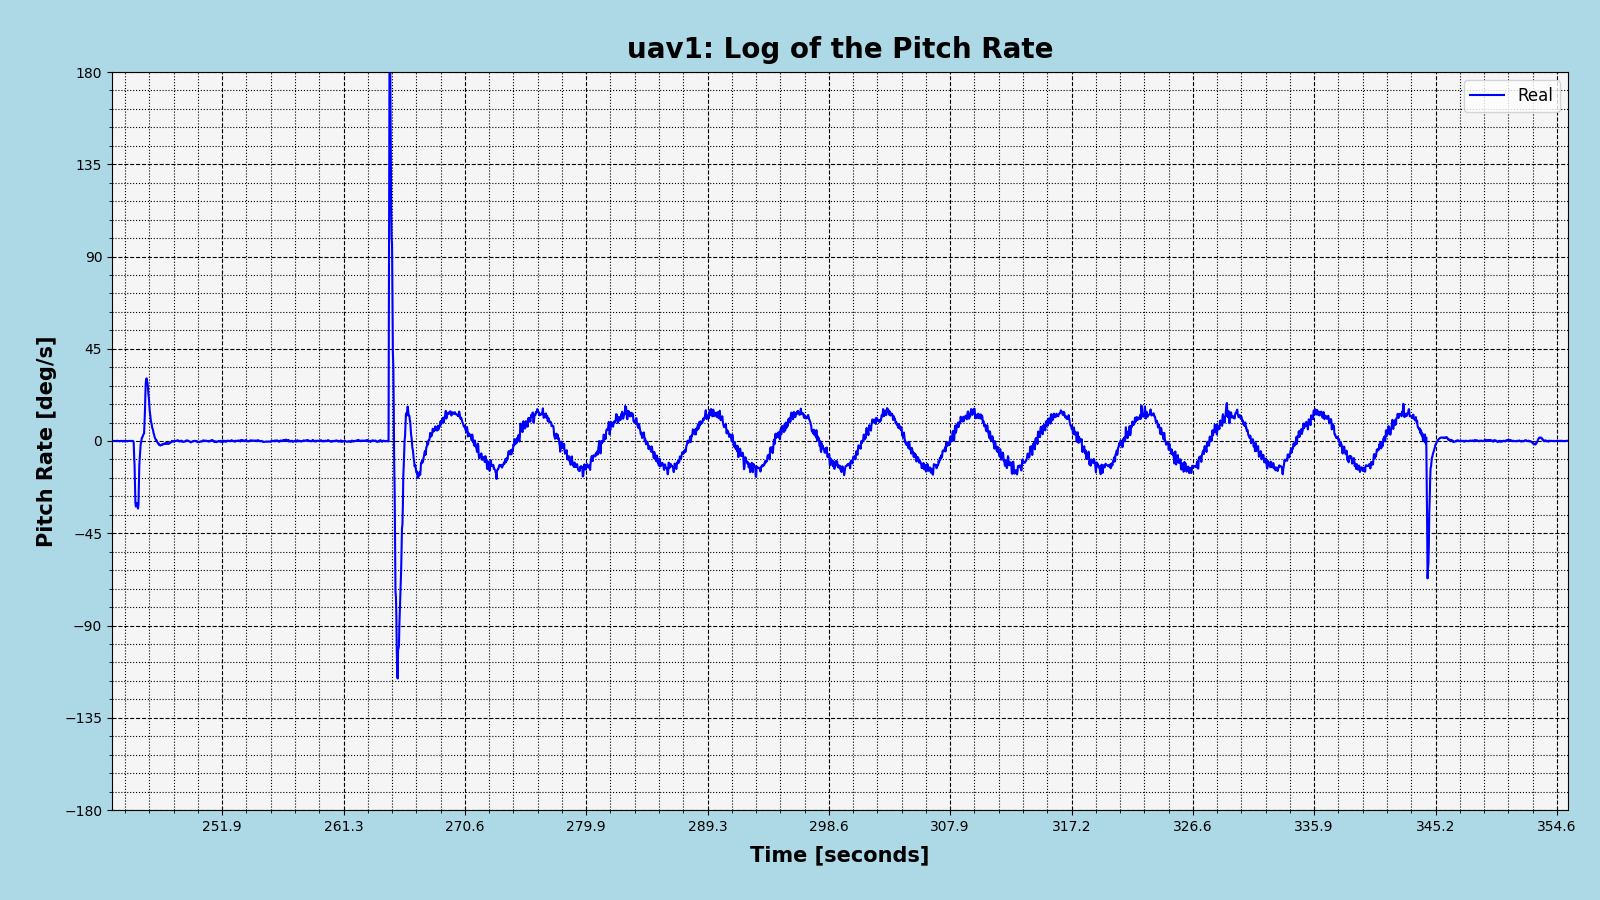 uav1: Log of the Pitch Rate
Real
180
135
90
45
0
−45
−90
−135
−180
Pitch Rate [deg/s]
251.9 261.3 270.6 279.9 289.3 298.6 307.9 317.2 326.6 335.9 345.2 354.6
Time [seconds]